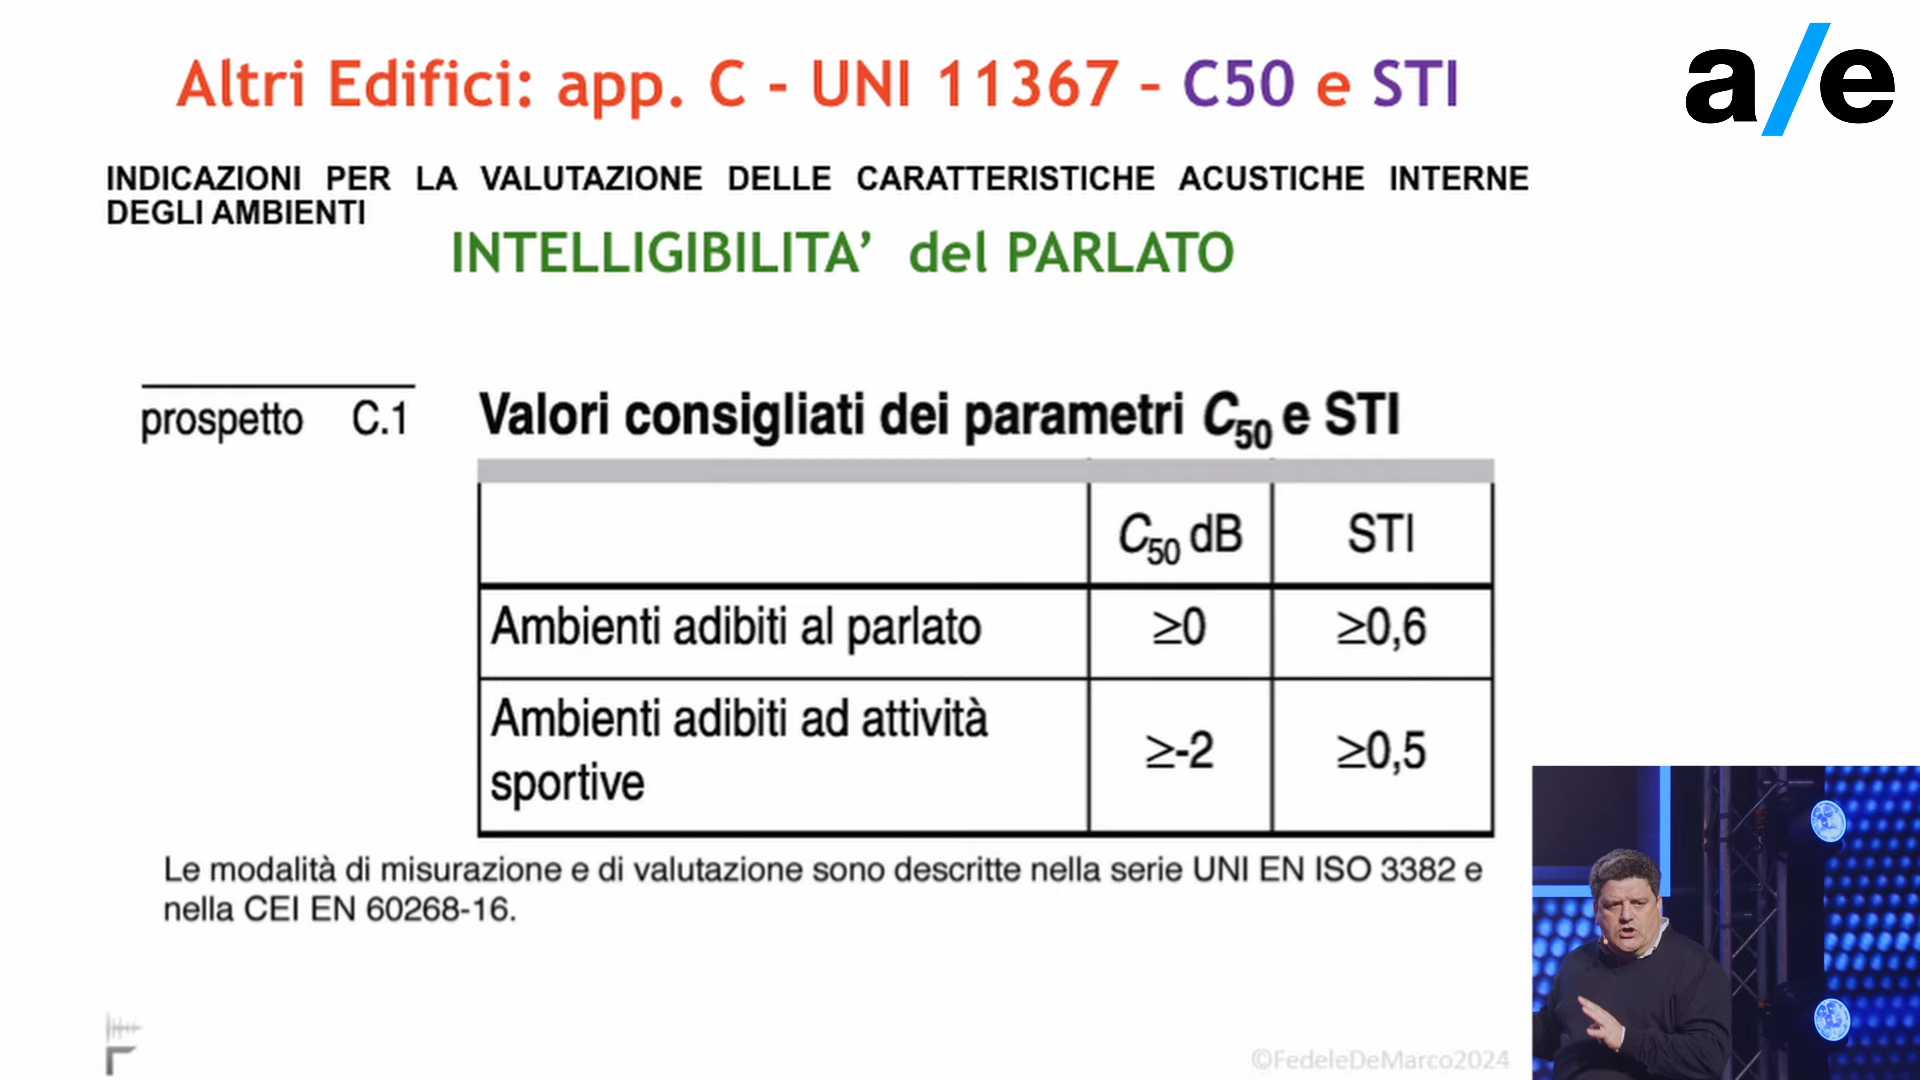 Altri Edifici: app. C - UNI 11367 – C50 e STI
a/e
INDICAZIONI PER LA VALUTAZIONE DELLE CARATTERISTICHE ACUSTICHE INTERNE
DEGLI AMBIENTI
INTELLIGIBILITA’ del PARLATO
prospetto C.1 Valori consigliati dei parametri C50 e STI
C50 dB STI
Ambienti adibiti al parlato ≥0 ≥0,6
Ambienti adibiti ad attività
sportive ≥-2 ≥0,5
Le modalità di misurazione e di valutazione sono descritte nella serie UNI EN ISO 3382 e
nella CEI EN 60268-16.
©FedeleDeMarco2024